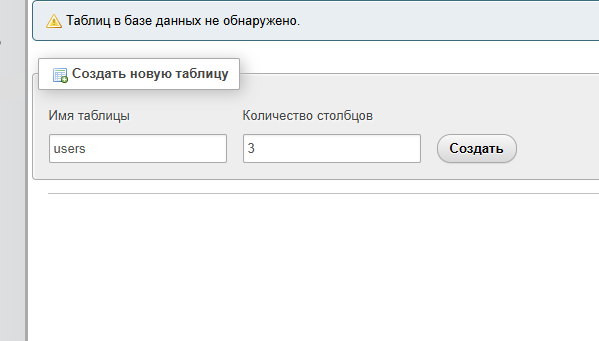 Таблиц в базе данных не обнаружено.
Создать новую таблицу
Имя таблицы
Количество столбцов
users
3
Создать